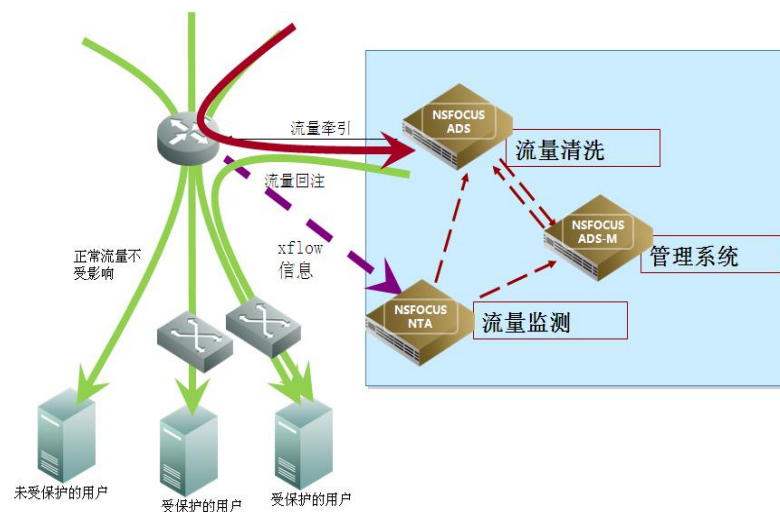 NSFOCUS
ADS
流量牵引
流量清洗
流量回注
NSFOCUS
ADS-M
管理系统
xflow
信息
正常流量不
受影响
NSFOCUS
NTA
流量监测
未受保护的用户
受保护的用户
受保护的用户